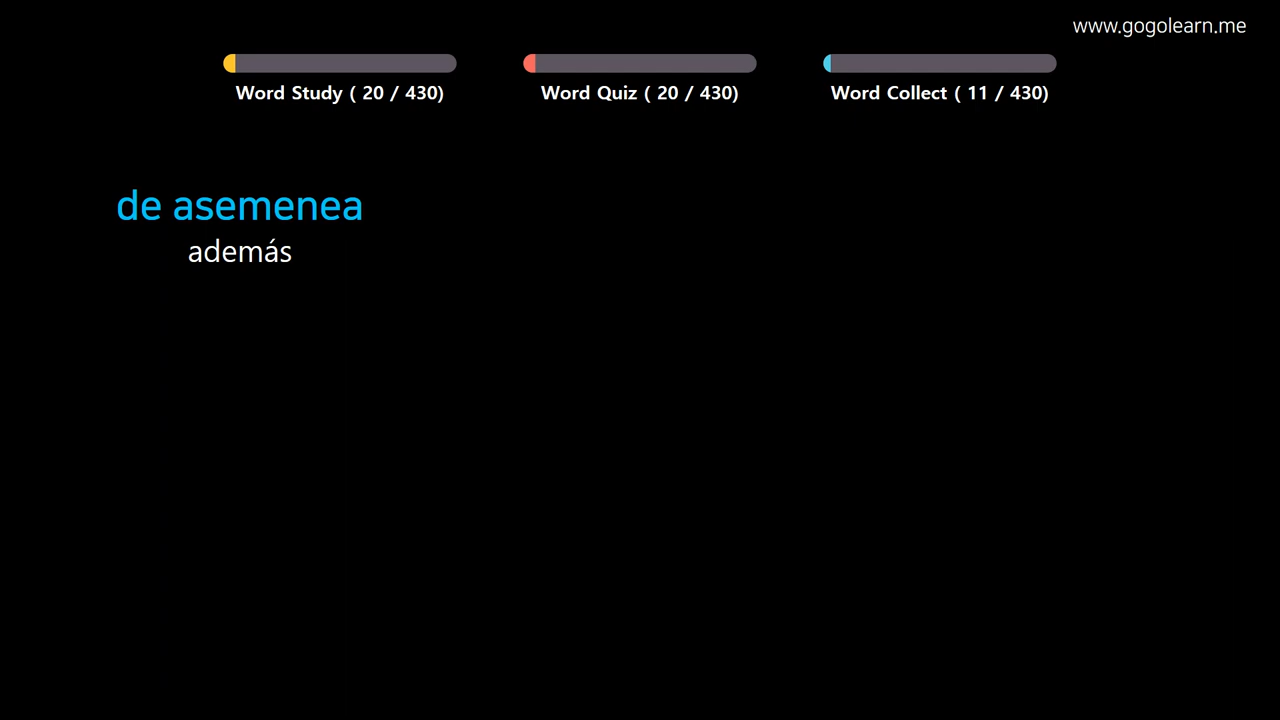 www.gogolearn.me
Word Study ( 20 / 430)
Word Quiz ( 20 / 430)
Word Collect ( 11 / 430)
de asemenea
además